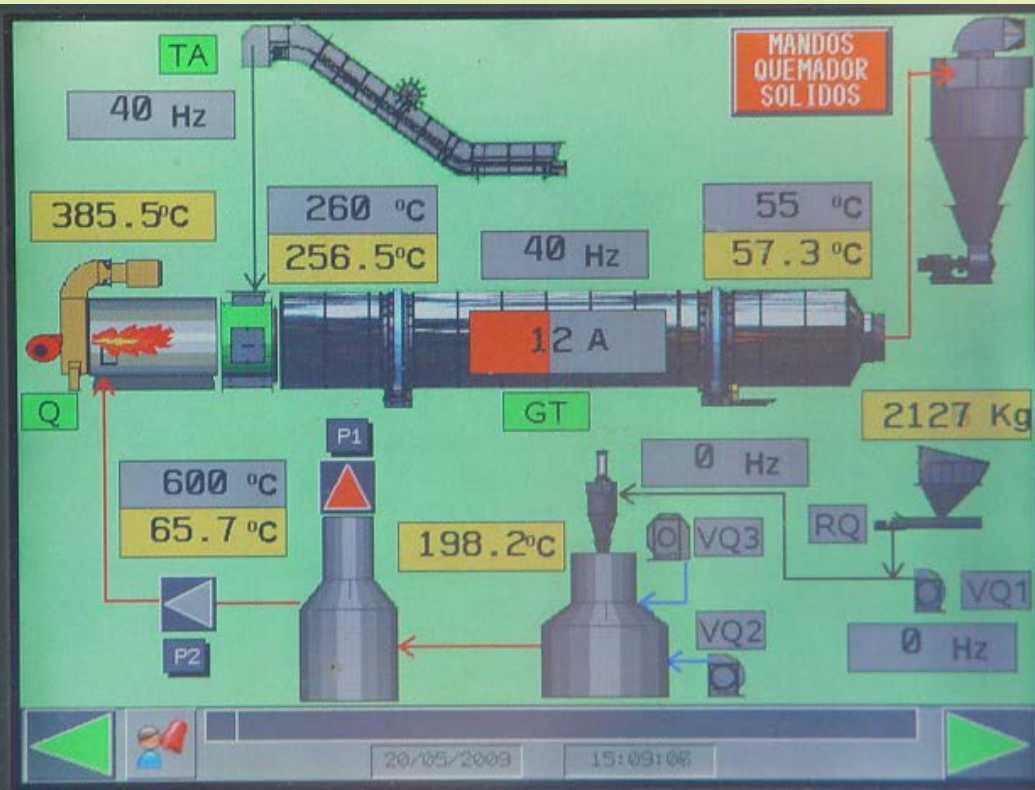 TA
MANDOS
QUEMADOR
SOLIDOS
40 Hz
385.5ºC
260 ºC
256.5ºC
40 Hz
55 ºC
57.3 ºC
12 A
Q
GT
2127 Kg
P1
0 Hz
600 ºC
65.7 ºC
198.2ºC
VQ3
RQ
VQ1
P2
VQ2
0 Hz
20/05/2009
15:09:06